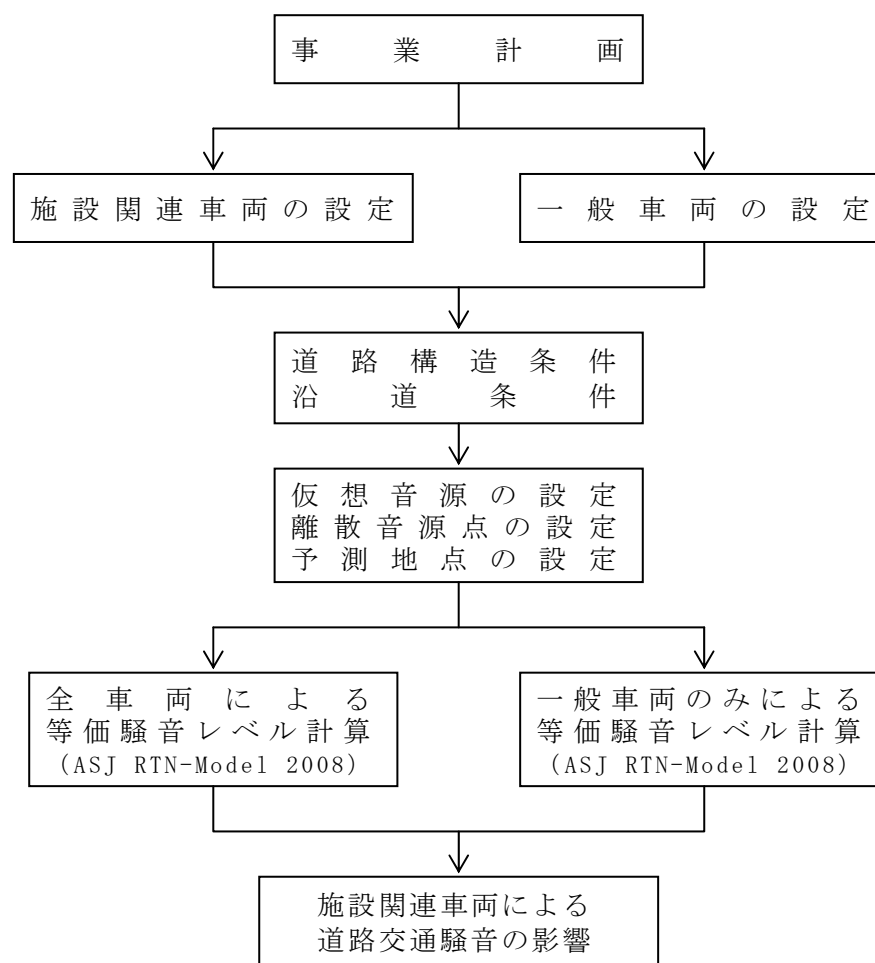 事業計画
施設関連車両の設定
一般車両の設定
道路構造条件
沿道条件
仮想音源の設定
離散音源点の設定
予測地点の設定
全車両による
等価騒音レベル計算
(ASJ RTN-Model 2008)
一般車両のみによる
等価騒音レベル計算
(ASJ RTN-Model 2008)
施設関連車両による
道路交通騒音の影響